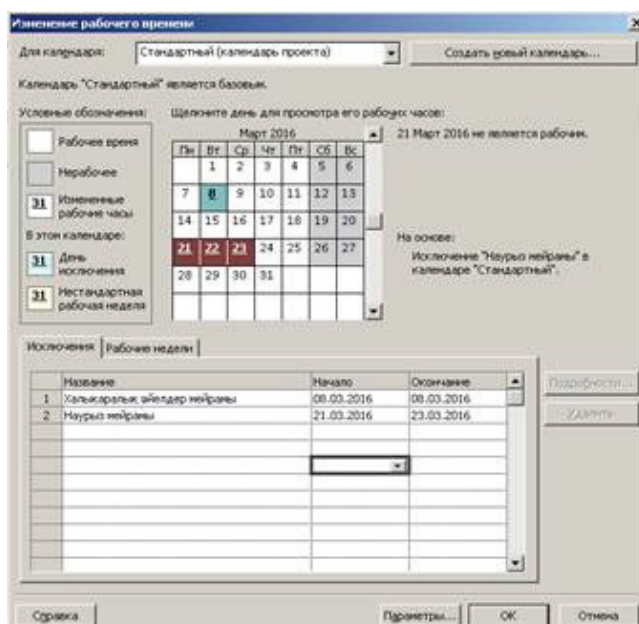 Изменение рабочего времени
Для календаря: Стандартный (календарь проекта) Создать новый календарь...
Календарь "Стандартный" является базовым.
Условные обозначения:
Рабочее время
Нерабочее
31 Измененные рабочие часы
В этом календаре:
31 День исключения
31 Нестандартная рабочая неделя
Щелкните день для просмотра его рабочих часов:
Март 2016
Пн Вт Ср Чт Пт Сб Вс
1 2 3 4 5 6
7 8 9 10 11 12 13
14 15 16 17 18 19 20
21 22 23 24 25 26 27
28 29 30 31
21 Март 2016 не является рабочим.
На основе:
Исключение "Наурыз мейрамы" в
календаре "Стандартный".
Исключения Рабочие недели
Название Начало Окончание
1 Халыкаралык әйелдер мейрамы 08.03.2016 08.03.2016
2 Наурыз мейрамы 21.03.2016 23.03.2016
Подробности...
Удалить
Справка Параметры... ОК Отмена